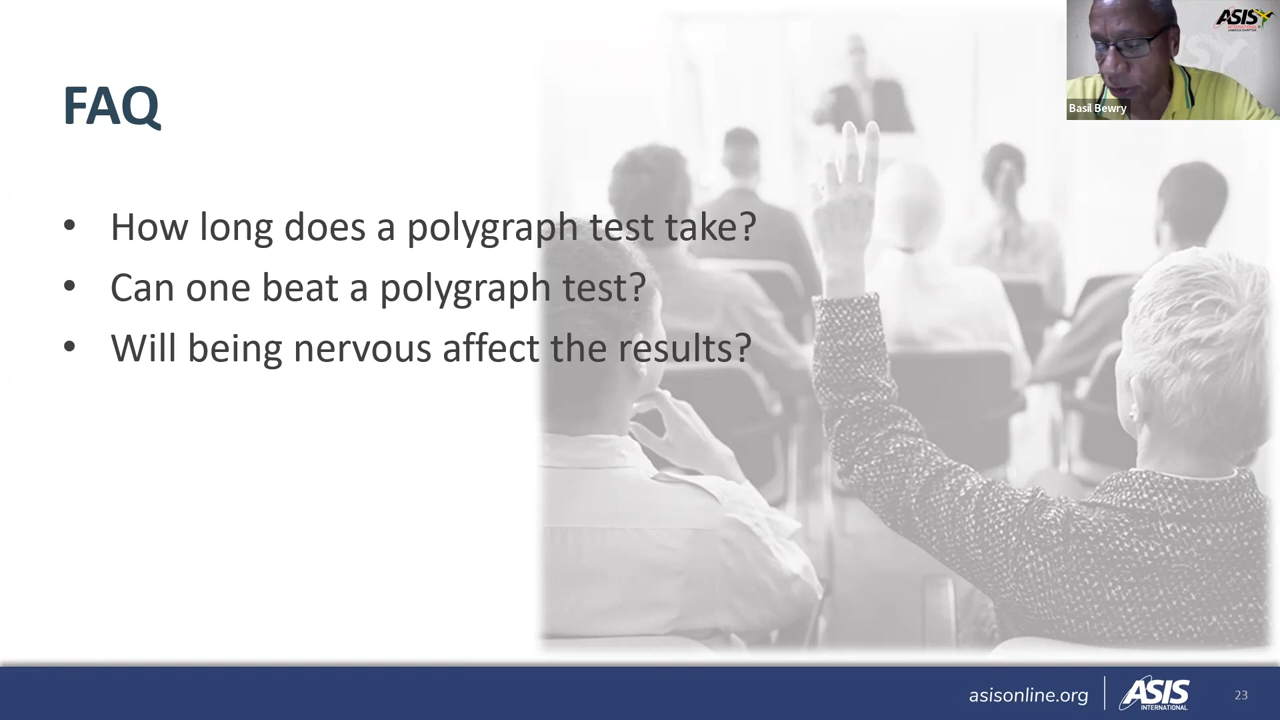 ASIS
INTERNATIONAL
Basil Bewry
FAQ
• How long does a polygraph test take?
• Can one beat a polygraph test?
• Will being nervous affect the results?
asisonline.org
ASIS
INTERNATIONAL
23